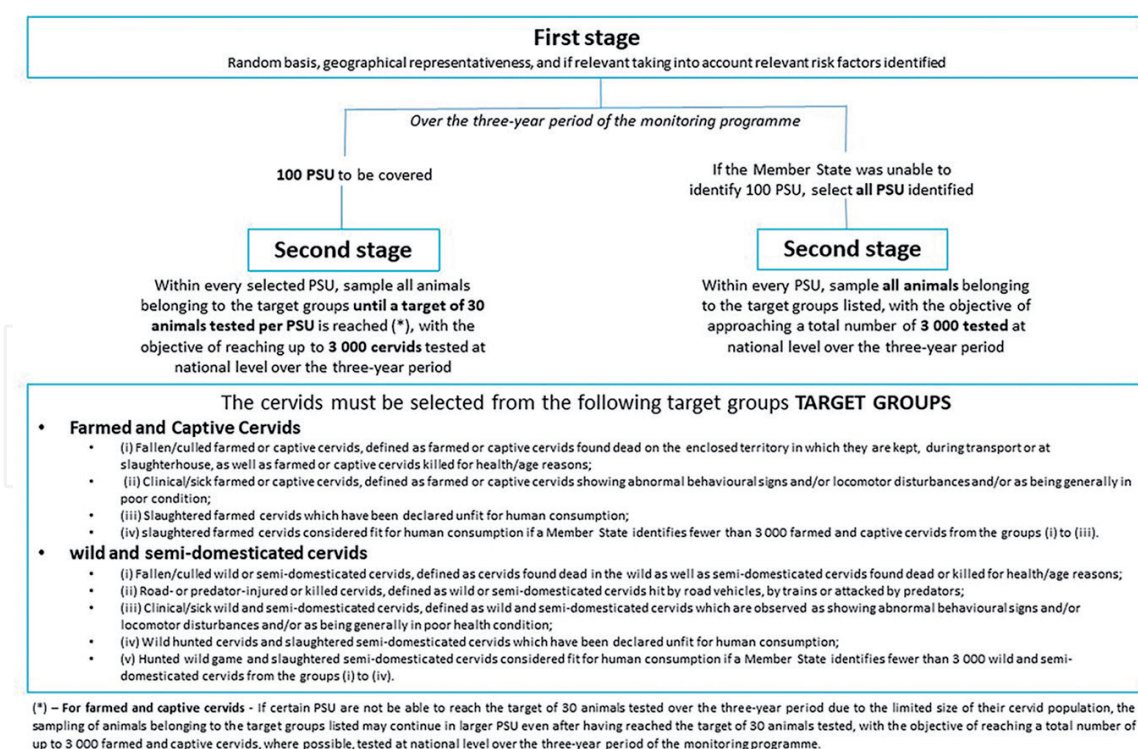 First stage
Random basis, geographical representativeness, and if relevant taking into account relevant risk factors identified
Over the three-year period of the monitoring programme
100 PSU to be covered
If the Member State was unable to
identify 100 PSU, select all PSU identified
Second stage
Within every selected PSU, sample all animals
belonging to the target groups until a target of 30
animals tested per PSU is reached (*), with the
objective of reaching up to 3 000 cervids tested at
national level over the three-year period
Second stage
Within every PSU, sample all animals belonging
to the target groups listed, with the objective of
approaching a total number of 3 000 tested at
national level over the three-year period
The cervids must be selected from the following target groups TARGET GROUPS
• Farmed and Captive Cervids
• (i) Fallen/culled farmed or captive cervids, defined as farmed or captive cervids found dead on the enclosed territory in which they are kept, during transport or at
slaughterhouse, as well as farmed or captive cervids killed for health/age reasons;
• (ii) Clinical/sick farmed or captive cervids, defined as farmed or captive cervids showing abnormal behavioural signs and/or locomotor disturbances and/or as being generally in
poor condition;
• (iii) Slaughtered farmed cervids which have been declared unfit for human consumption;
• (iv) slaughtered farmed cervids considered fit for human consumption if a Member State identifies fewer than 3 000 farmed and captive cervids from the groups (i) to (iii).
• wild and semi-domesticated cervids
• (i) Fallen/culled wild or semi-domesticated cervids, defined as cervids found dead in the wild as well as semi-domesticated cervids found dead or killed for health/age reasons;
• (ii) Road- or predator-injured or killed cervids, defined as wild or semi-domesticated cervids hit by road vehicles, by trains or attacked by predators;
• (iii) Clinical/sick wild and semi-domesticated cervids, defined as wild and semi-domesticated cervids which are observed as showing abnormal behavioural signs and/or
locomotor disturbances and/or as being generally in poor health condition;
• (iv) Wild hunted cervids and slaughtered semi-domesticated cervids which have been declared unfit for human consumption;
• (v) Hunted wild game and slaughtered semi-domesticated cervids considered fit for human consumption if a Member State identifies fewer than 3 000 wild and semi-
domesticated cervids from the groups (i) to (iv).
(*) – For farmed and captive cervids - If certain PSU are not be able to reach the target of 30 animals tested over the three-year period due to the limited size of their cervid population, the
sampling of animals belonging to the target groups listed may continue in larger PSU even after having reached the target of 30 animals tested, with the objective of reaching a total number of
up to 3 000 farmed and captive cervids, where possible, tested at national level over the three-year period of the monitoring programme.